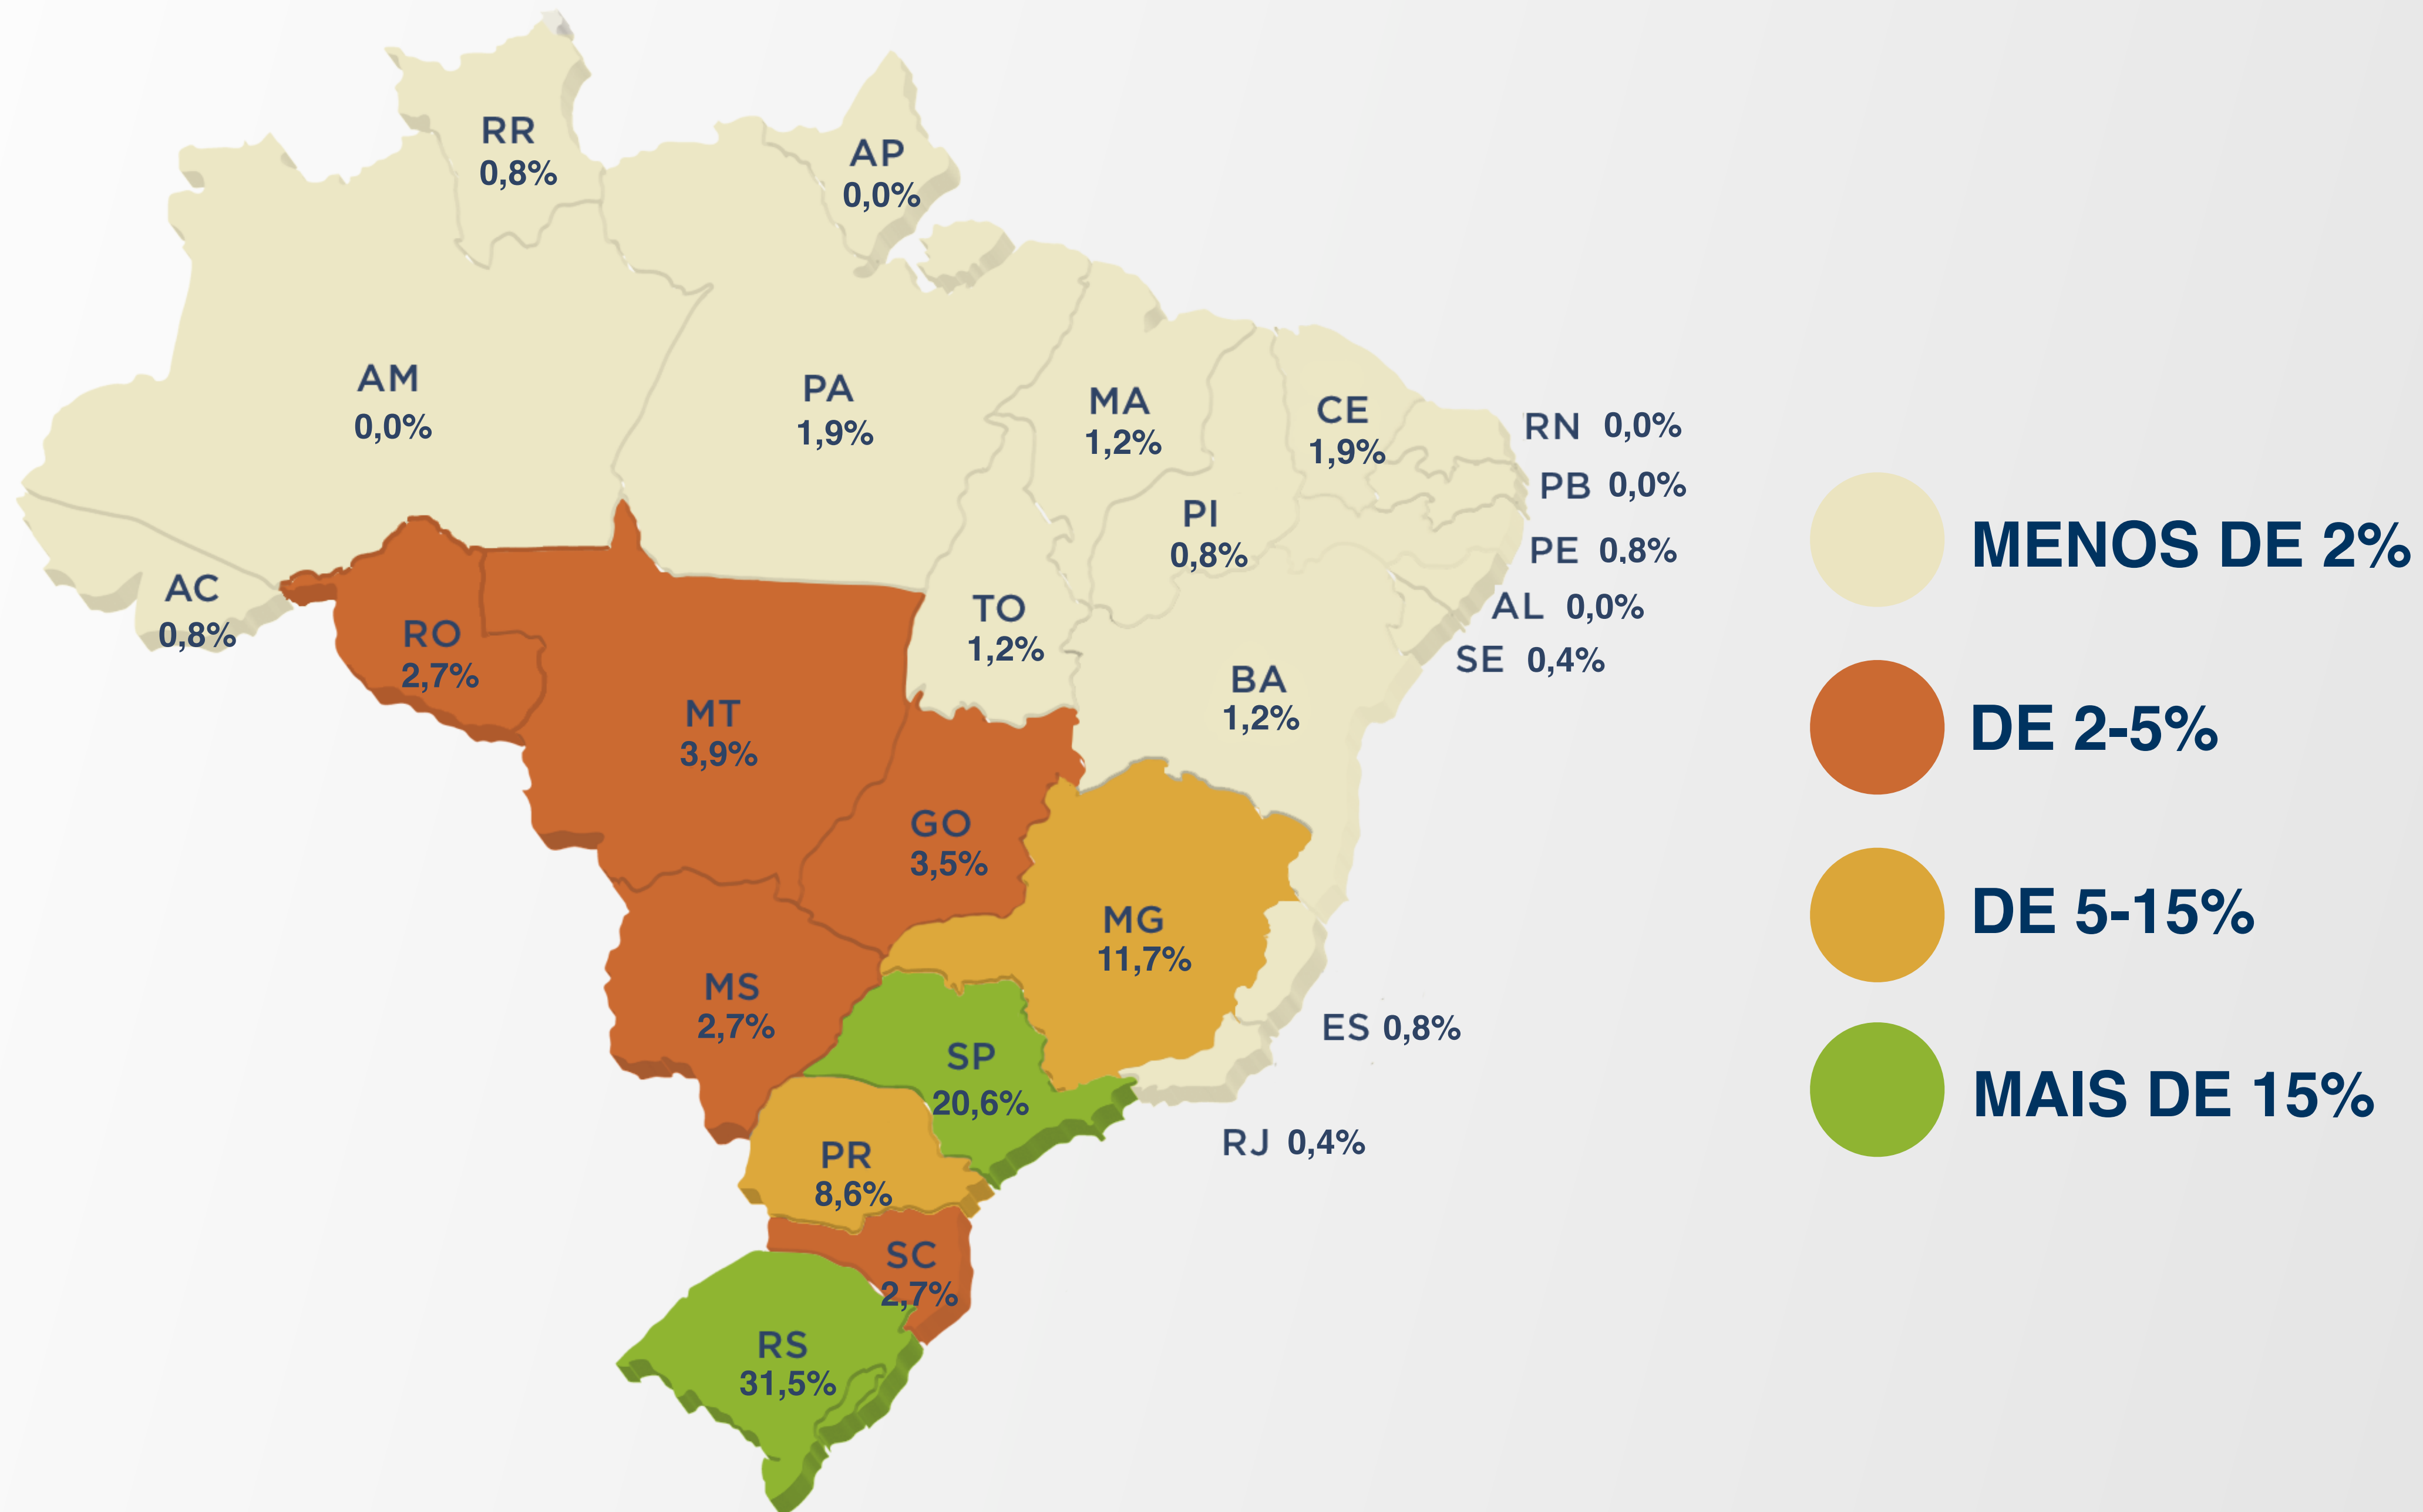 RR
0,8%
AP
0,0%
AM
0,0%
PA
1,9%
MA
1,2%
CE
1,9%
RN 0,0%
PB 0,0%
PI
0,8%
PE 0,8%
AC
0,8%
RO
2,7%
TO
1,2%
AL 0,0%
SE 0,4%
BA
1,2%
MT
3,9%
GO
3,5%
MG
11,7%
MS
2,7%
ES 0,8%
SP
20,6%
RJ 0,4%
PR
8,6%
SC
2,7%
RS
31,5%
MENOS DE 2%
DE 2-5%
DE 5-15%
MAIS DE 15%